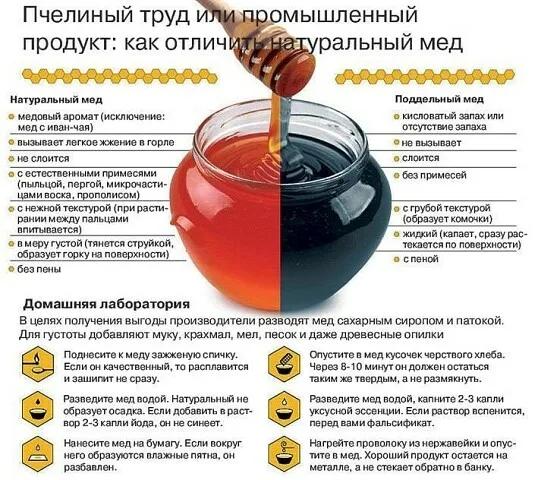 Пчелиный труд или промышленный
продукт: как отличить натуральный мед
Натуральный мед
медовый аромат (исключение:
мед с иван-чая)
вызывает легкое жжение в горле
не слоится
с естественными примесями
(пыльцой, пергой, микрочасти-
цами воска, прополисом)
с нежной текстурой (при расти-
рании между пальцами
впитывается)
в меру густой (тянется струйкой,
образует горку на поверхности)
без пены
Поддельный мед
кисловатый запах или
отсутствие запаха
не вызывает
слоится
без примесей
с грубой текстурой
(образует комочки)
жидкий (капает, сразу рас-
текается по поверхности)
с пеной
Домашняя лаборатория
В целях получения выгоды производители разводят мед сахарным сиропом и патокой.
Для густоты добавляют муку, крахмал, мел, песок и даже древесные опилки
Поднесите к меду зажженную спичку.
Если он качественный, то расплавится
и зашипит не сразу.
Разведите мед водой. Натуральный не
образует осадка. Если добавить в раст-
вор 2-3 капли йода, он не синеет.
Нанесите мед на бумагу. Если вокруг
него образуются влажные пятна, он
разбавлен.
Опустите в мед кусочек черствого хлеба.
Через 8-10 минут он должен остаться
таким же твердым, а не размякнуть.
Разведите мед водой, капните 2-3 капли
уксусной эссенции. Если раствор вспенится,
перед вами фальсификат.
Нагрейте проволоку из нержавейки и опус-
тите в мед. Хороший продукт остается на
металле, а не стекает обратно в банку.